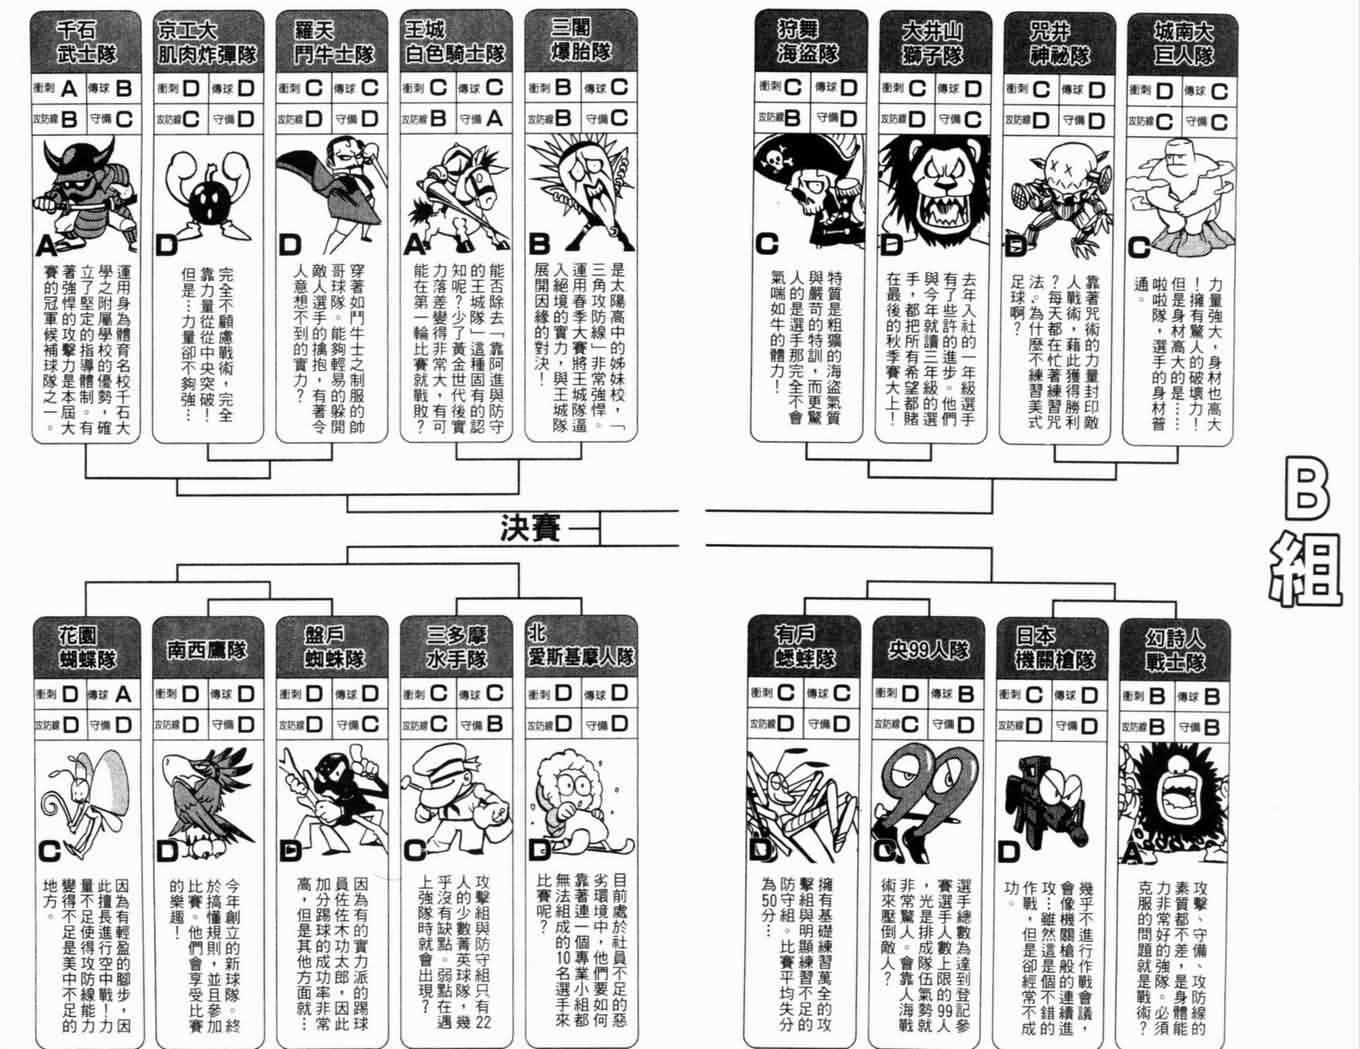 千石
武士隊
衝刺 A 傳球 B
攻防線 B 守備 C
A
運用身為體育名校千石大
學之附屬學校的優勢，確
立了堅定的指導體制。有
著強悍的攻擊力是本屆大
賽的冠軍候補球隊之一。
京工大
肌肉炸彈隊
衝刺 D 傳球 D
攻防線 C 守備 D
D
完全不顧慮戰術，完全
靠力量從從中央突破！
但是…力量卻不夠強…
羅天
鬥牛士隊
衝刺 C 傳球 C
攻防線 D 守備 D
D
穿著如鬥牛士之制服的帥
哥球隊。能夠輕易的躲開
敵人選手的擒抱，有著令
人意想不到的實力？
王城
白色騎士隊
衝刺 C 傳球 C
攻防線 B 守備 A
A
能否除去「靠阿進與防守
的王城隊」這種固有的認
知呢？少了黃金世代後實
力落差變得非常大，有可
能在第一輪比賽就戰敗？
三閣
爆胎隊
衝刺 B 傳球 C
攻防線 B 守備 C
B
是太陽高中的姊妹校，「
三角攻防線」非常強悍。
運用春季大賽將王城隊逼
入絕境的實力，與王城隊
展開因緣的對決！
狩舞
海盜隊
衝刺 C 傳球 D
攻防線 B 守備 D
C
特質是粗獷的海盜氣質
與嚴苛的特訓，而更驚
人的是選手那完全不會
氣喘如牛的體力！
大井山
獅子隊
衝刺 D 傳球 D
攻防線 D 守備 C
D
去年入社的一年級選手
有了些許的進步。他們
與今年就讀三年級的選
手，都把所有希望都賭
在最後的秋季賽大上！
咒井
神祕隊
衝刺 C 傳球 D
攻防線 D 守備 D
D
靠著咒術的力量封印敵
人戰術，藉此獲得勝利
？每天都在忙著練習咒
法。為什麼不練習美式
足球啊？
城南大
巨人隊
衝刺 D 傳球 C
攻防線 C 守備 C
C
力量強大，身材也高大
！擁有驚人的破壞力！
但是身材高大的是……
啦啦隊，選手的身材普
通。
決賽
B
組
花園
蝴蝶隊
衝刺 D 傳球 A
攻防線 D 守備 D
C
因為有輕盈的腳步，因
此擅長進行空中戰！力
量不足使得攻防線能力
變得不足是美中不足的
地方。
南西鷹隊
衝刺 D 傳球 D
攻防線 D 守備 D
D
今年創立的新球隊。終
於搞懂規則，並且參加
比賽。他們會享受比賽
的樂趣！
盤戶
蜘蛛隊
衝刺 D 傳球 D
攻防線 D 守備 C
D
因為有的實力派的踢球
員佐佐木功太郎，因此
加分踢球的成功率非常
高，但是其他方面就…
三多摩
水手隊
衝刺 C 傳球 C
攻防線 C 守備 B
C
攻擊組與防守組只有22
人的少數菁英球隊，幾
乎沒有缺點。弱點在遇
上強隊時就會出現？
北
愛斯基摩人隊
衝刺 D 傳球 D
攻防線 D 守備 D
D
目前處於社員不足的惡
劣環境中，他們要如何
靠著連一個專業小組都
無法組成的10名選手來
比賽呢？
有戶
蟋蟀隊
衝刺 C 傳球 C
攻防線 D 守備 D
D
擁有基礎練習萬全的攻
擊組與明顯練習不足的
防守組。比賽平均失分
為50分…
央99人隊
衝刺 D 傳球 B
攻防線 C 守備 D
C
選手總數為達到登記參
賽選手人數上限的99人
，光是排成隊伍氣勢就
非常驚人。會靠人海戰
術來壓倒敵人？
日本
機關槍隊
衝刺 C 傳球 D
攻防線 D 守備 D
D
幾乎不進行作戰會議，
會像機關槍般的連續進
攻…雖然這是個不錯的
作戰，但是卻經常不成
功。
幻詩人
戰士隊
衝刺 B 傳球 B
攻防線 B 守備 B
A
攻擊、守備、攻防線的
素質都不差，是身體能
力非常好的強隊。必須
克服的問題就是戰術？